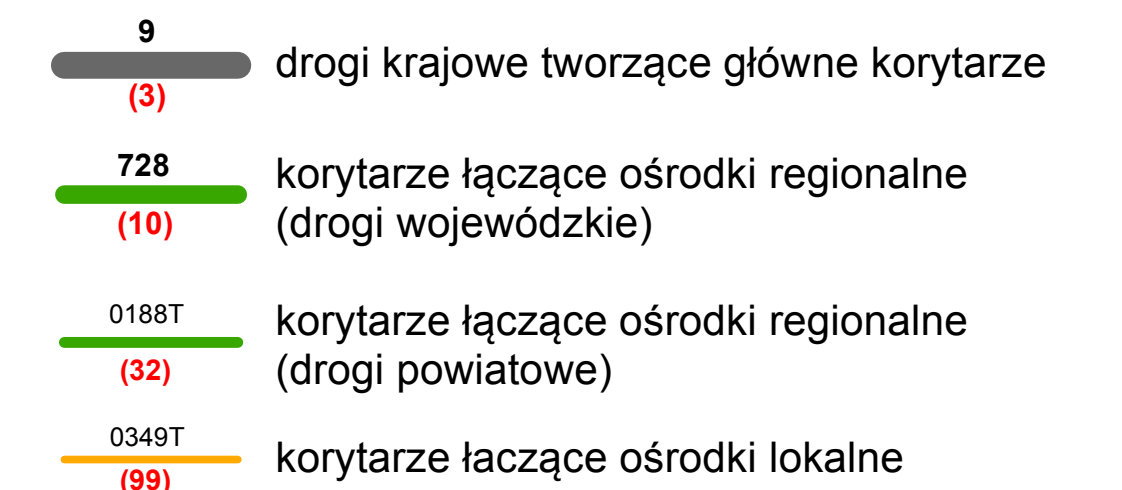 9
drogi krajowe tworzące główne korytarze
(3)
728
korytarze łączące ośrodki regionalne
(drogi wojewódzkie)
(10)
0188T
korytarze łączące ośrodki regionalne
(drogi powiatowe)
(32)
0349T
korytarze łaczące ośrodki lokalne
(99)